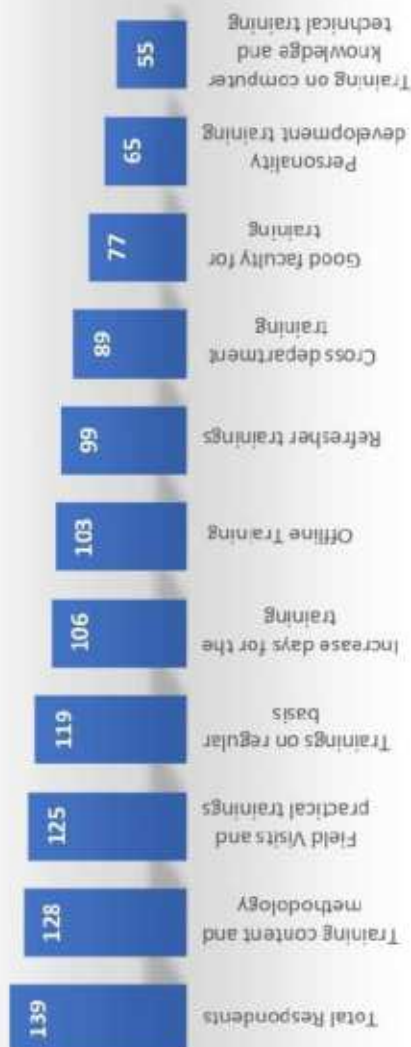 139
Total Respondents
128
Training content and
methodology
125
Field Visits and
practical trainings
119
Trainings on regular
basis
106
Increase days for the
training
103
Offline Training
99
Refresher trainings
89
Cross department
training
77
Good faculty for
training
65
Personality
development training
55
Training on computer
knowledge and
technical training